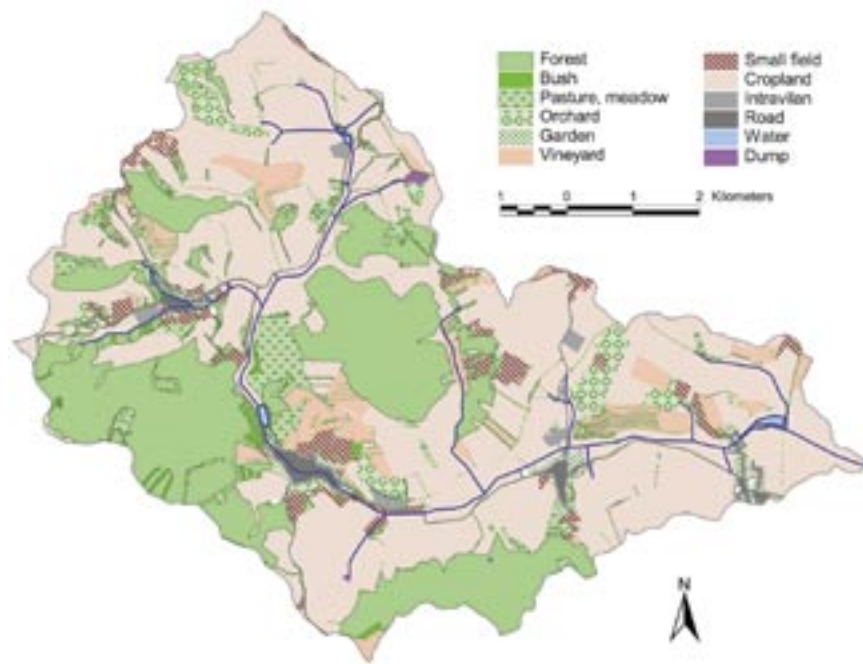 Forest
Bush
Pasture, meadow
Orchard
Garden
Vineyard
Small field
Cropland
Intravilan
Road
Water
Dump
1 0 1 2 Kilometers
N